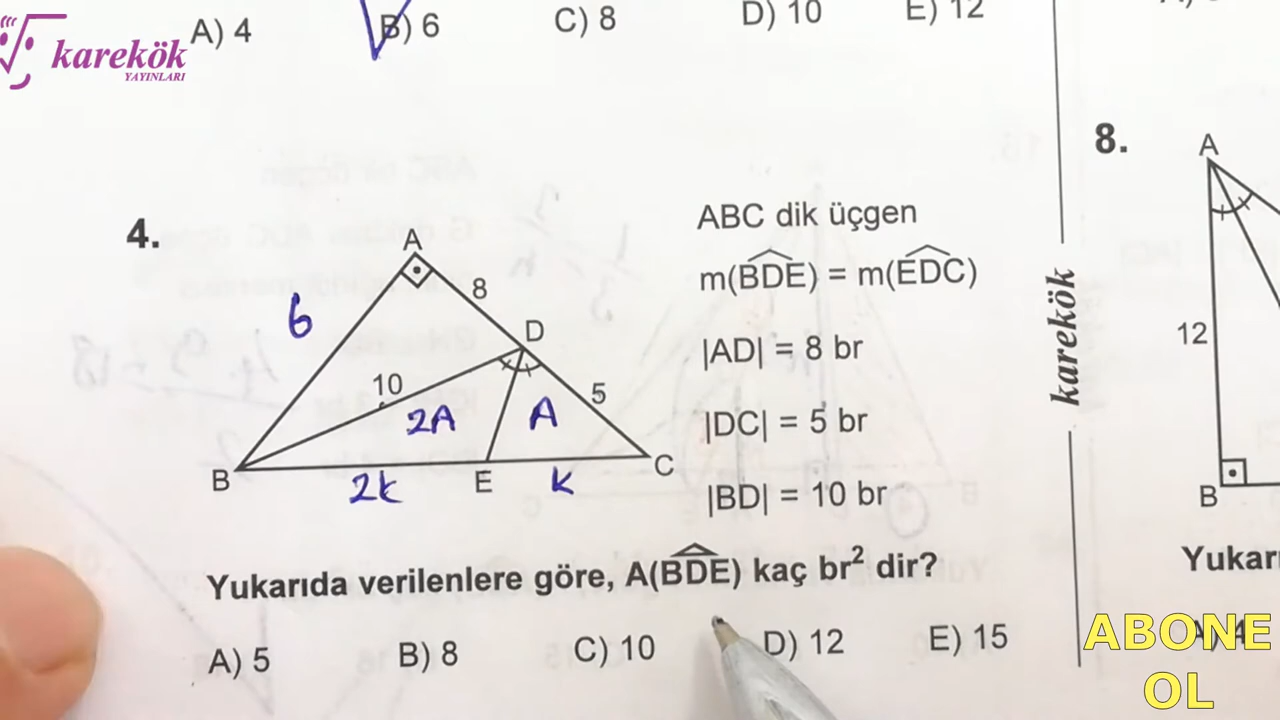 A) 4 B) 6 C) 8 D) 10 E) 12
karekök
YAYINLARI
4.
A
6
8
D
10
5
2A
A
B
E
C
2k
k
ABC dik üçgen
m(BDE) = m(EDC)
|AD| = 8 br
|DC| = 5 br
|BD| = 10 br
Yukarıda verilenlere göre, A(BDE) kaç br² dir?
A) 5 B) 8 C) 10 D) 12 E) 15
karekök
8.
A
12
B
Yukarı
A) 4
ABONE
OL